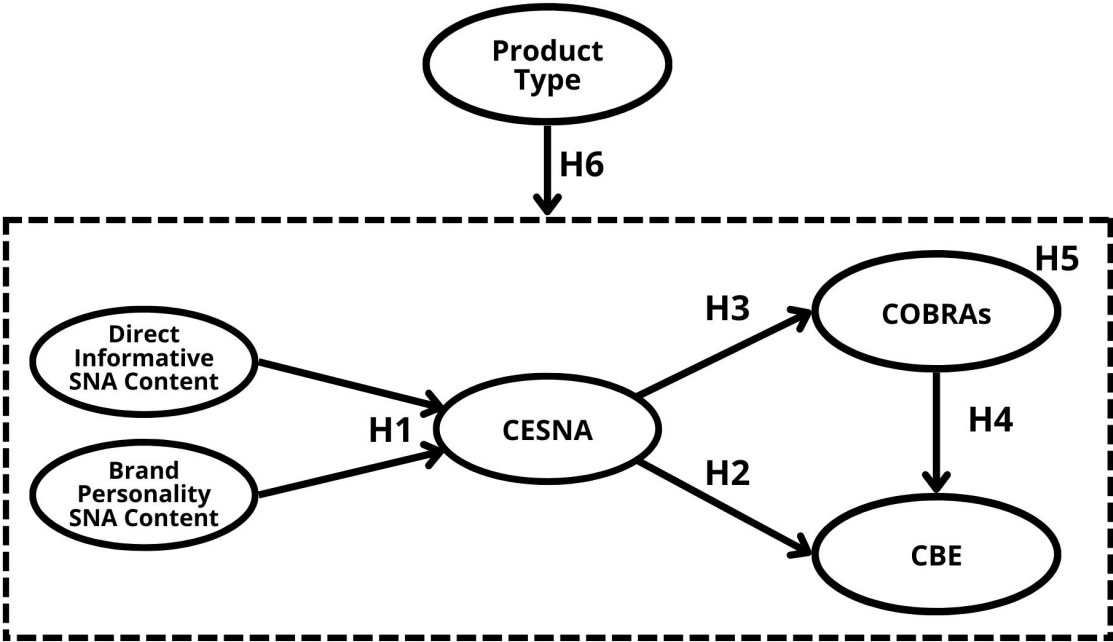 Product
Type
H6
H5
H3
COBRAs
Direct
Informative
SNA Content
H1
CESNA
H4
Brand
Personality
SNA Content
H2
CBE